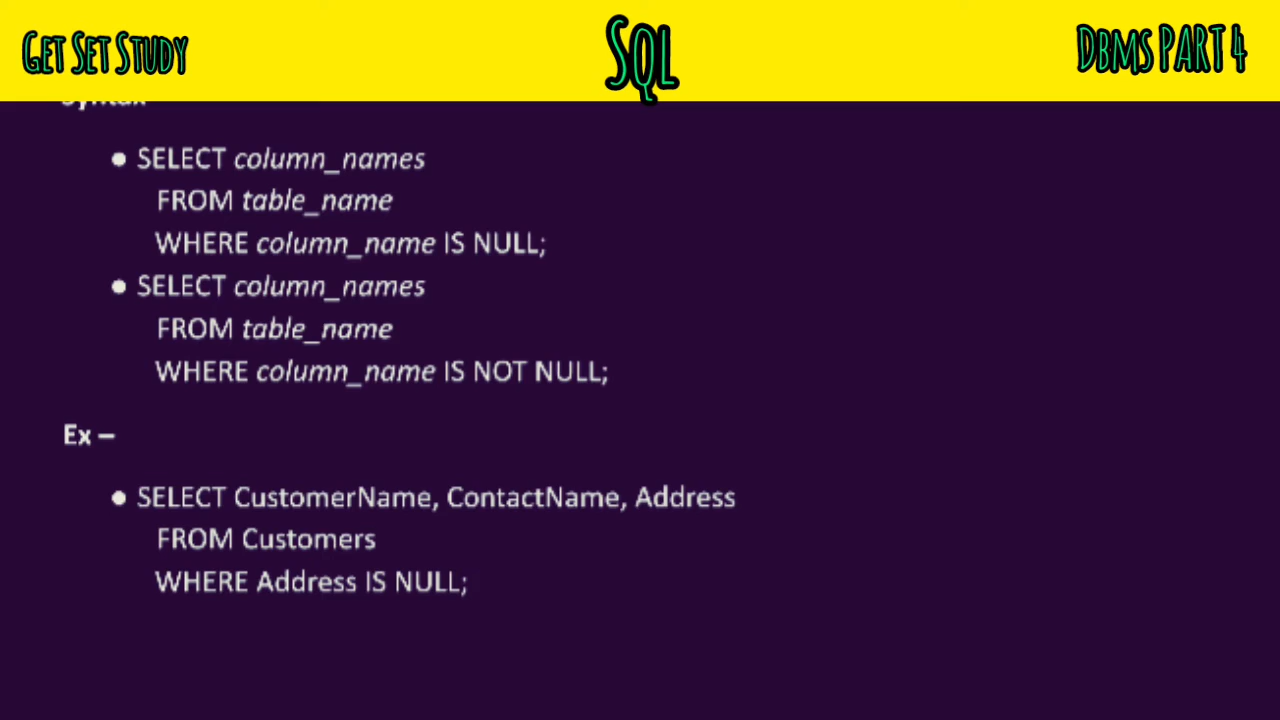 Get Set Study
Sql
Dbms PART 4
Syntax
● SELECT column_names
FROM table_name
WHERE column_name IS NULL;
● SELECT column_names
FROM table_name
WHERE column_name IS NOT NULL;
Ex –
● SELECT CustomerName, ContactName, Address
FROM Customers
WHERE Address IS NULL;